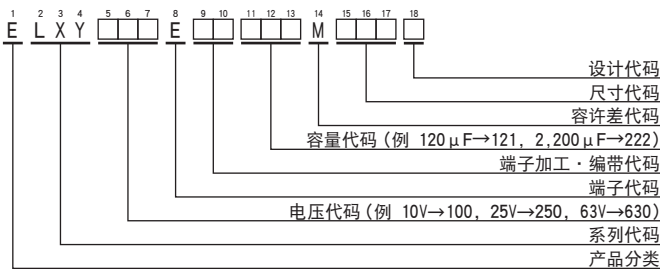 1 2 3 4 5 6 7 8 9 10 11 12 13 14 15 16 17 18
E L X Y □□□ E □□ □□□ M □□□ □
设计代码
尺寸代码
容许差代码
容量代码(例 120μF→121, 2,200μF→222)
端子加工·编带代码
端子代码
电压代码(例 10V→100, 25V→250, 63V→630)
系列代码
产品分类